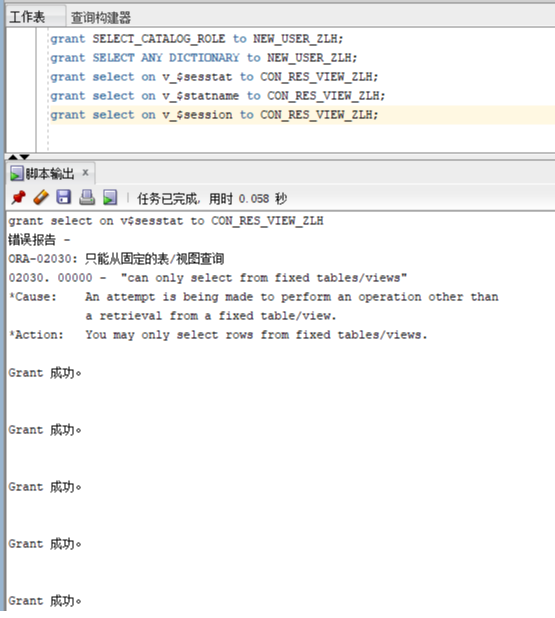 工作表 查询构建器
grant SELECT_CATALOG_ROLE to NEW_USER_ZLH;
grant SELECT ANY DICTIONARY to NEW_USER_ZLH;
grant select on v_$sesstat to CON_RES_VIEW_ZLH;
grant select on v_$statname to CON_RES_VIEW_ZLH;
grant select on v_$session to CON_RES_VIEW_ZLH;
脚本输出 ×
任务已完成, 用时 0.058 秒
grant select on v$sesstat to CON_RES_VIEW_ZLH
错误报告 -
ORA-02030: 只能从固定的表/视图查询
02030. 00000 -  "can only select from fixed tables/views"
*Cause:    An attempt is being made to perform an operation other than
a retrieval from a fixed table/view.
*Action:   You may only select rows from fixed tables/views.
Grant 成功。
Grant 成功。
Grant 成功。
Grant 成功。
Grant 成功。